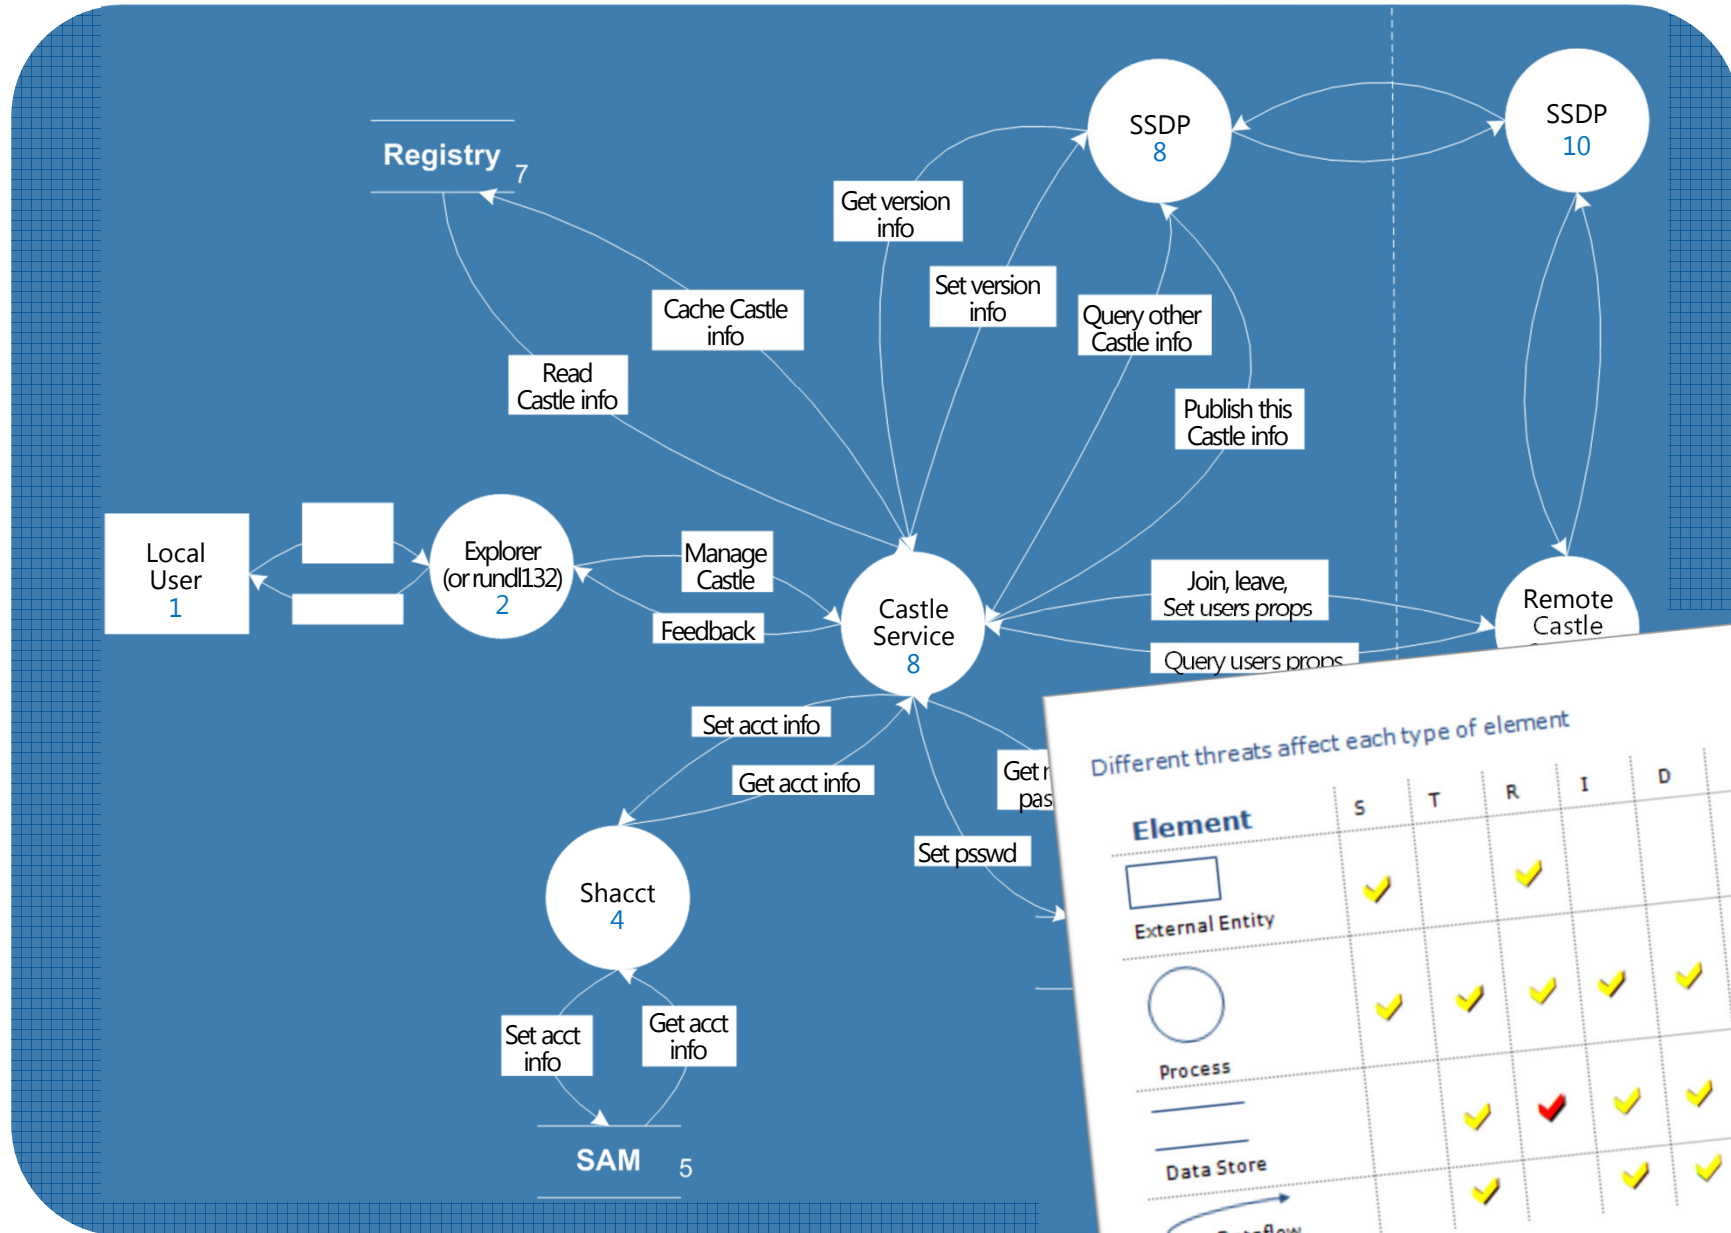 SSDP
8
SSDP
10
Registry
7
Get version
info
Set version
info
Query other
Castle info
Cache Castle
info
Read
Castle info
Publish this
Castle info
Local
User
1
Explorer
(or rundl132)
2
Manage
Castle
Feedback
Castle
Service
8
Join, leave,
Set users props
Query users props
Remote
Castle
Set acct info
Get acct info
Get
Set psswd
Shacct
4
Set acct
info
Get acct
info
SAM
5
Different threats affect each type of element
Element S T R I D
External Entity
Process
Data Store